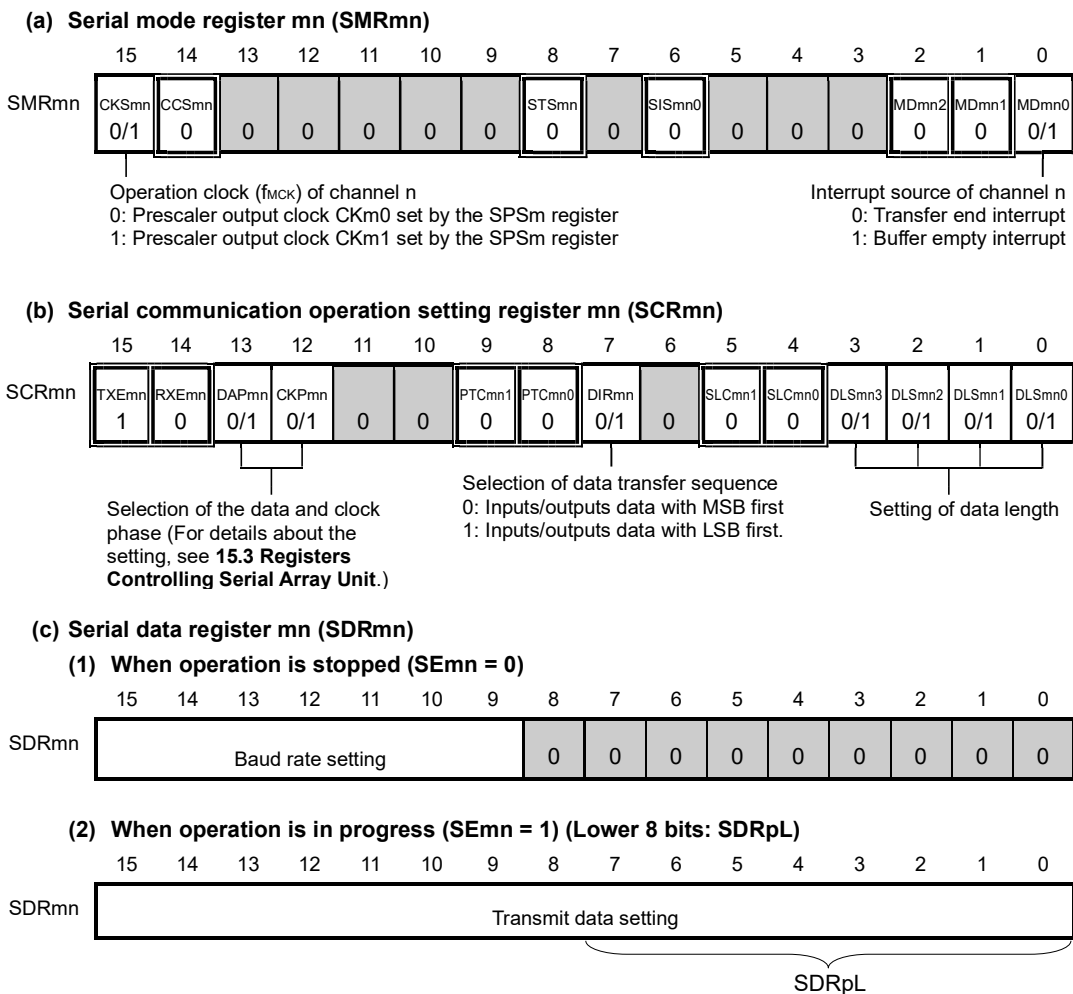 (a) Serial mode register mn (SMRmn)
15 14 13 12 11 10 9 8 7 6 5 4 3 2 1 0
SMRmn CKSmn CCSmn STSmn SISmn0 MDmn2 MDmn1 MDmn0
0/1 0 0 0 0 0 0 0 0 0 0 0 0 0 0 0/1
Operation clock (fMCK) of channel n
0: Prescaler output clock CKm0 set by the SPSm register
1: Prescaler output clock CKm1 set by the SPSm register
Interrupt source of channel n
0: Transfer end interrupt
1: Buffer empty interrupt
(b) Serial communication operation setting register mn (SCRmn)
15 14 13 12 11 10 9 8 7 6 5 4 3 2 1 0
SCRmn TXEmn RXEmn DAPmn CKPmn PTCmn1 PTCmn0 DIRmn SLCmn1 SLCmn0 DLSmn3 DLSmn2 DLSmn1 DLSmn0
1 0 0/1 0/1 0 0 0 0 0/1 0 0 0 0/1 0/1 0/1 0/1
Selection of the data and clock
phase (For details about the
setting, see 15.3 Registers
Controlling Serial Array Unit.)
Selection of data transfer sequence
0: Inputs/outputs data with MSB first
1: Inputs/outputs data with LSB first.
Setting of data length
(c) Serial data register mn (SDRmn)
(1) When operation is stopped (SEmn = 0)
15 14 13 12 11 10 9 8 7 6 5 4 3 2 1 0
SDRmn Baud rate setting 0 0 0 0 0 0 0 0 0
(2) When operation is in progress (SEmn = 1) (Lower 8 bits: SDRpL)
15 14 13 12 11 10 9 8 7 6 5 4 3 2 1 0
SDRmn Transmit data setting
SDRpL